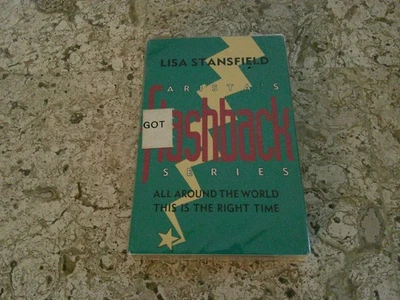 LISA STANSFIELD
ARISTA'S
flashback
GOT
SERIES
ALL AROUND THE WORLD
THIS IS THE RIGHT TIME